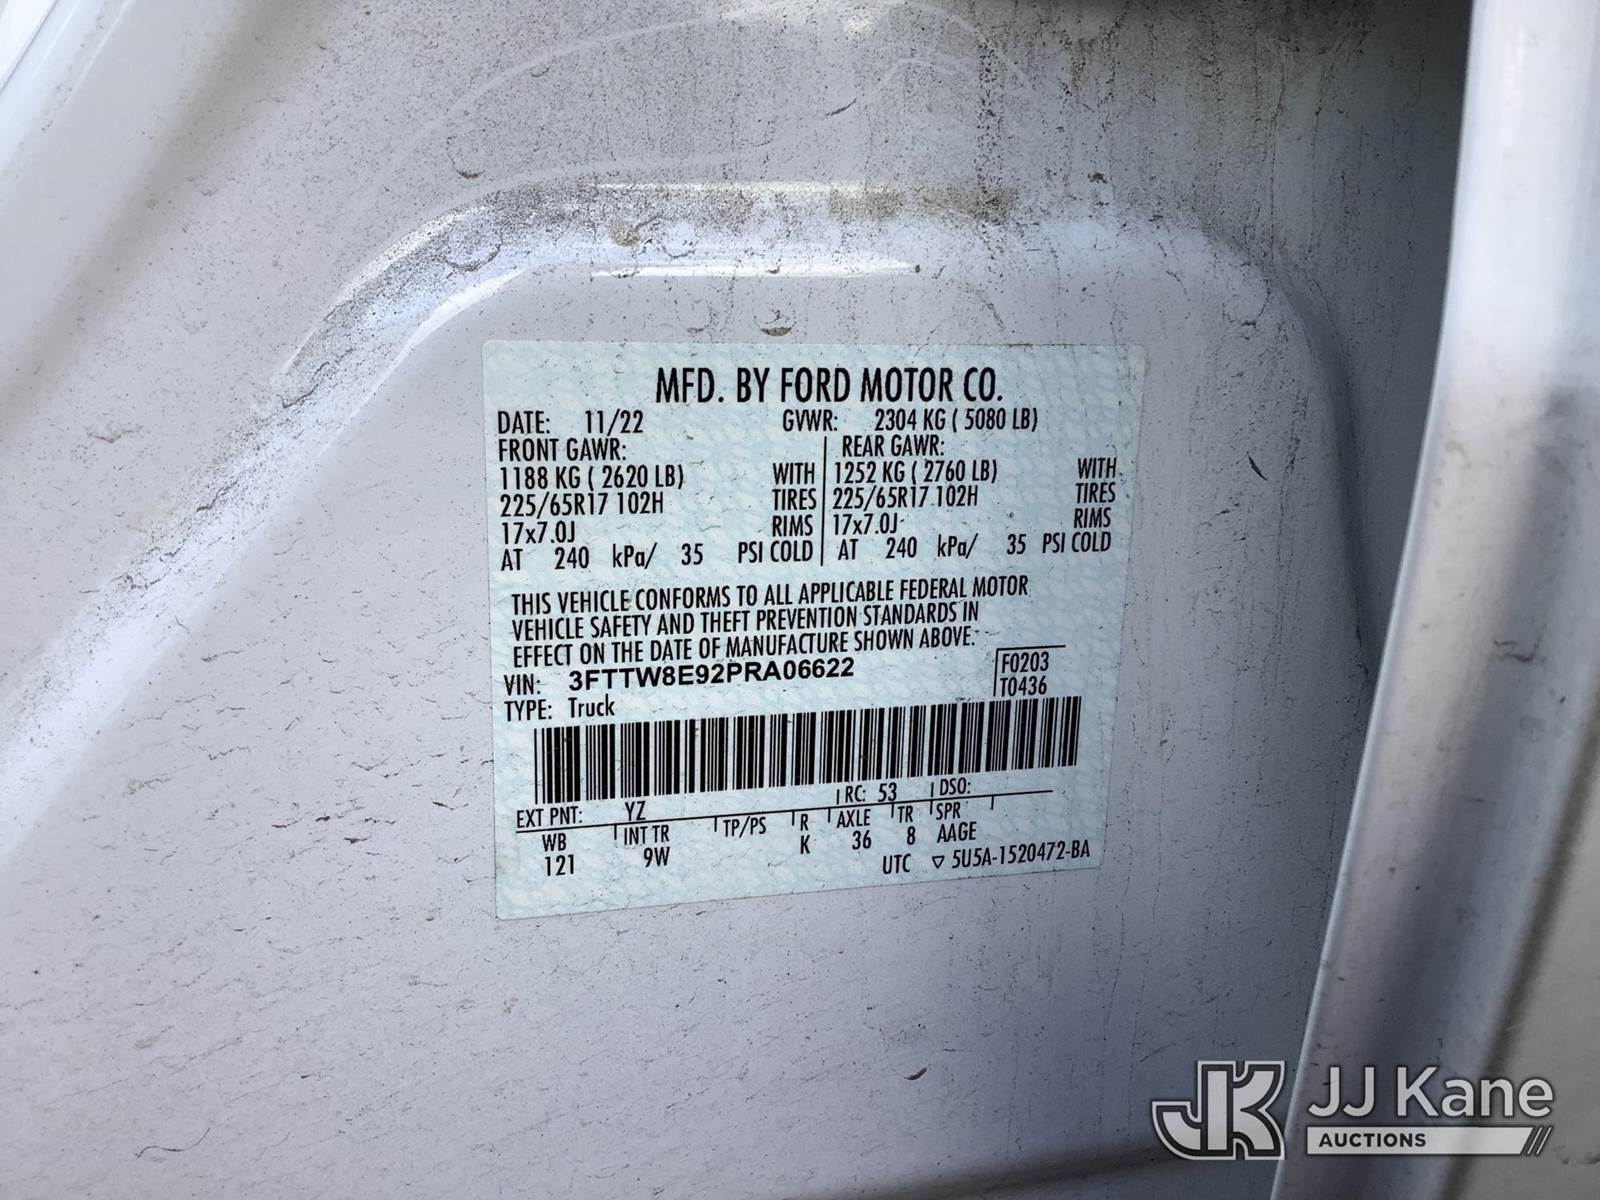 MFD. BY FORD MOTOR CO.
DATE: 11/22 GVWR: 2304 KG ( 5080 LB)
FRONT GAWR: REAR GAWR:
1188 KG ( 2620 LB) WITH 1252 KG ( 2760 LB) WITH
225/65R17 102H TIRES 225/65R17 102H TIRES
17x7.0J RIMS 17x7.0J RIMS
AT 240 kPa/ 35 PSI COLD AT 240 kPa/ 35 PSI COLD
THIS VEHICLE CONFORMS TO ALL APPLICABLE FEDERAL MOTOR
VEHICLE SAFETY AND THEFT PREVENTION STANDARDS IN
EFFECT ON THE DATE OF MANUFACTURE SHOWN ABOVE.
VIN: 3FTTW8E92PRA06622 F0203
TYPE: Truck T0436
EXT PNT: YZ RC: 53 DSO:
WB INT TR TP/PS R AXLE TR SPR
121 9W K 36 8 AAGE
UTC ▽ 5U5A-1520472-BA
JK JJ Kane
AUCTIONS